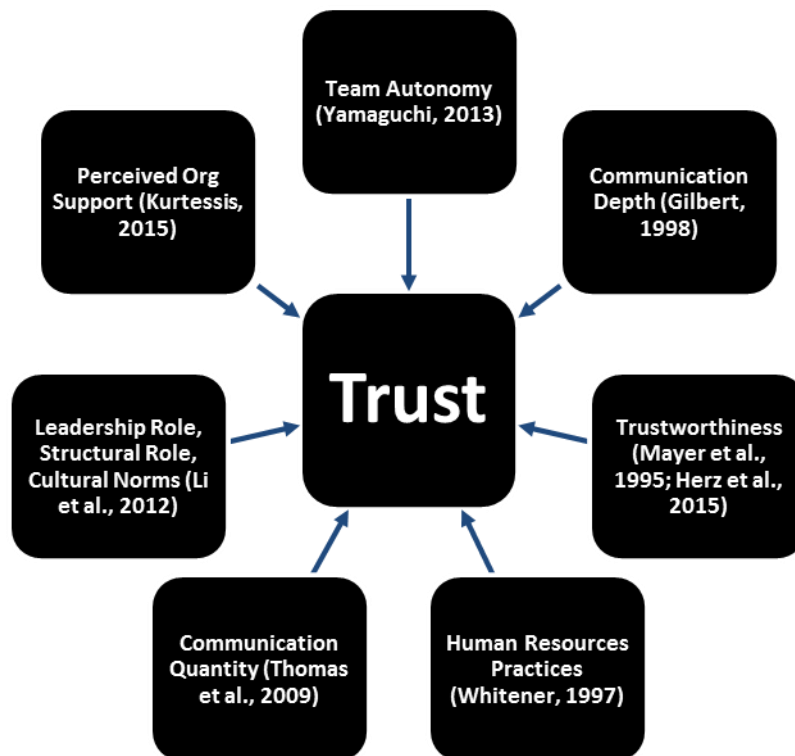 Team Autonomy
(Yamaguchi, 2013)
Perceived Org
Support (Kurtessis,
2015)
Communication
Depth (Gilbert,
1998)
Trust
Leadership Role,
Structural Role,
Cultural Norms (Li
et al., 2012)
Trustworthiness
(Mayer et al.,
1995; Herz et al.,
2015)
Communication
Quantity (Thomas
et al., 2009)
Human Resources
Practices
(Whitener, 1997)